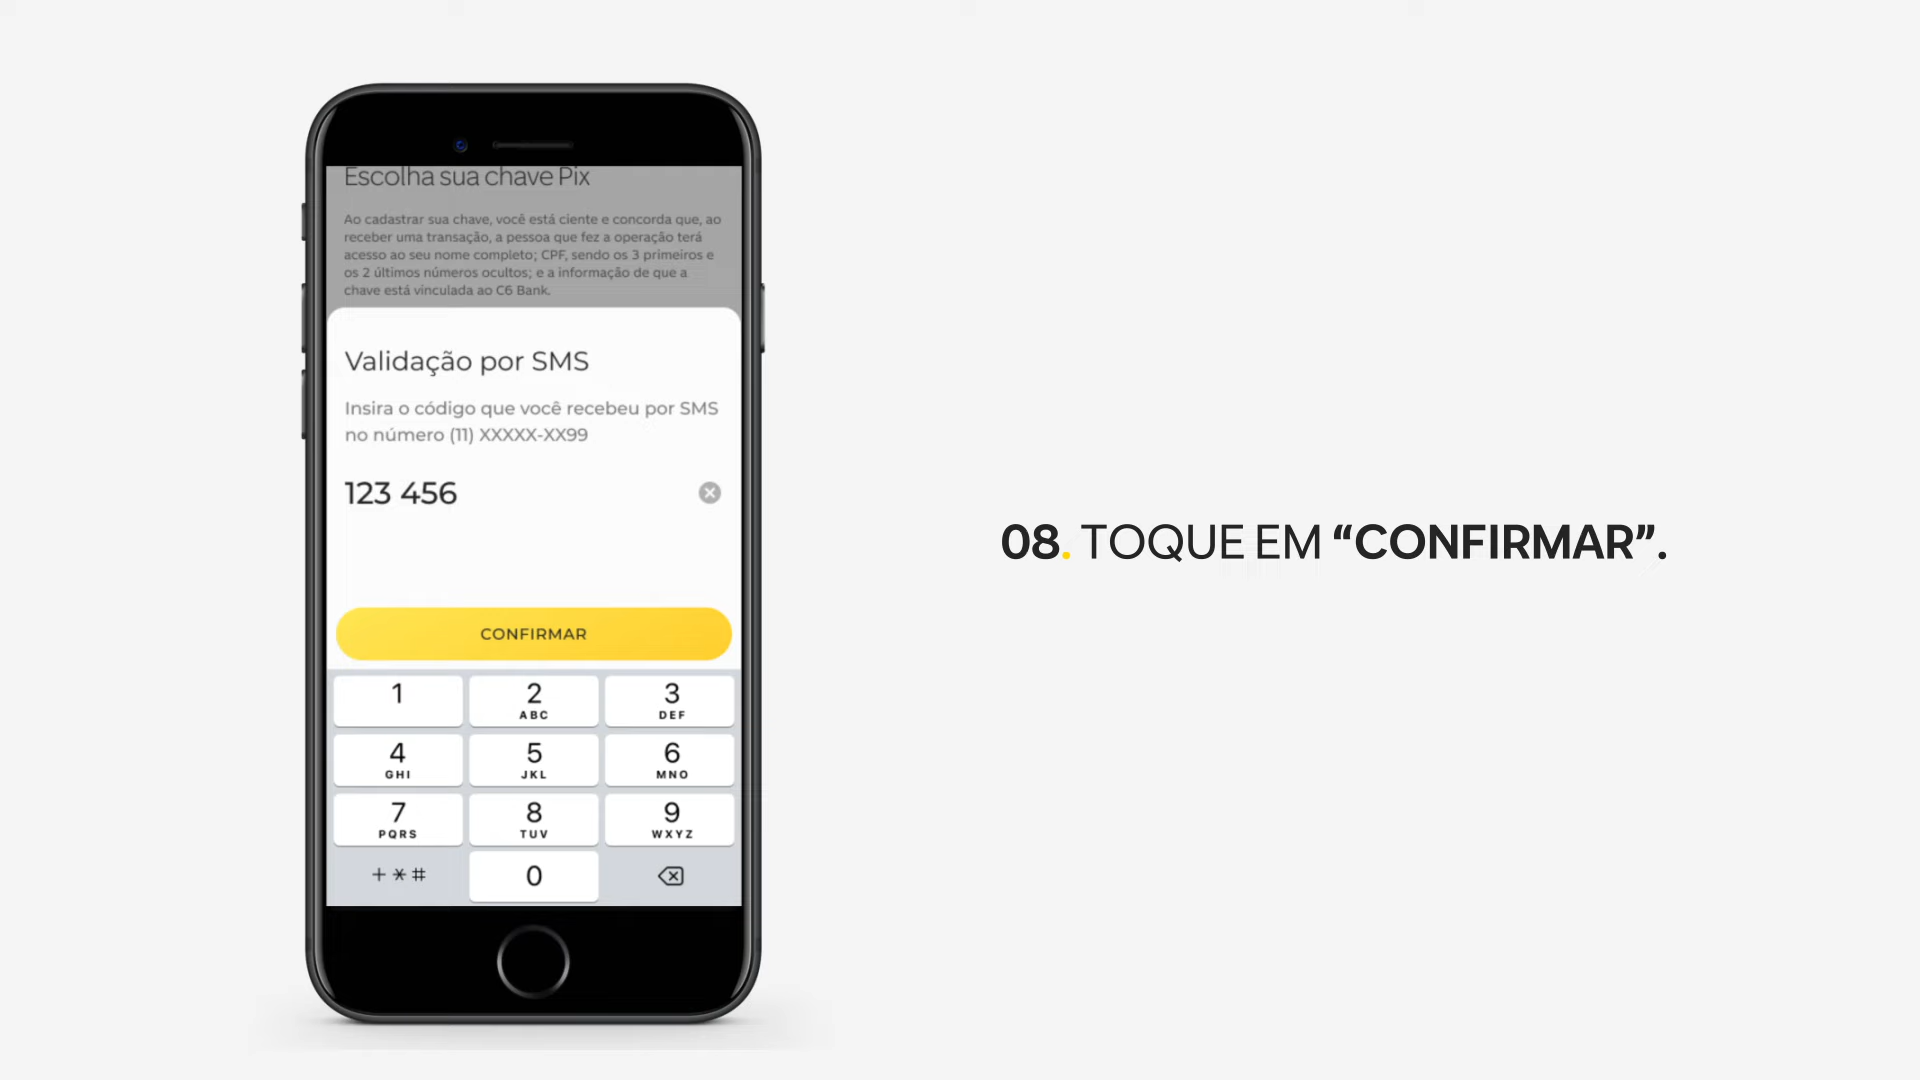 Escolha sua chave Pix
Ao cadastrar sua chave, você está ciente e concorda que, ao
receber uma transação, a pessoa que fez a operação terá
acesso ao seu nome completo; CPF, sendo os 3 primeiros e
os 2 últimos números ocultos; e a informação de que a
chave está vinculada ao C6 Bank.
Validação por SMS
Insira o código que você recebeu por SMS
no número (11) XXXXX-XX99
123 456
CONFIRMAR
1 2 3
ABC DEF
4 5 6
GHI JKL MNO
7 8 9
PQRS TUV WXYZ
+*# 0
08. TOQUE EM “CONFIRMAR”.